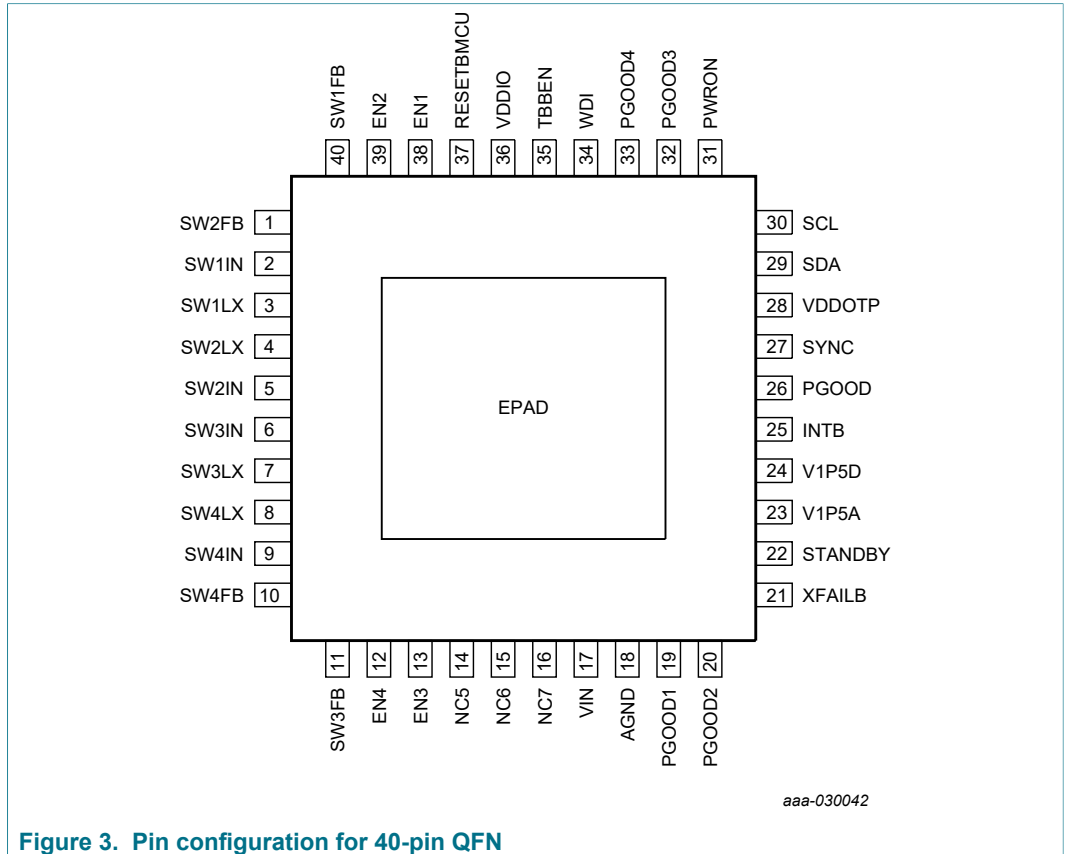 SW1FB
EN2
EN1
RESETBMCU
VDDIO
TBBEN
WDI
PGOOD4
PGOOD3
PWRON
40
39
38
37
36
35
34
33
32
31
SW2FB 1
SW1IN 2
SW1LX 3
SW2LX 4
SW2IN 5
SW3IN 6
SW3LX 7
SW4LX 8
SW4IN 9
SW4FB 10
EPAD
30 SCL
29 SDA
28 VDDOTP
27 SYNC
26 PGOOD
25 INTB
24 V1P5D
23 V1P5A
22 STANDBY
21 XFAILB
11
12
13
14
15
16
17
18
19
20
SW3FB
EN4
EN3
NC5
NC6
NC7
VIN
AGND
PGOOD1
PGOOD2
aaa-030042
Figure 3. Pin configuration for 40-pin QFN